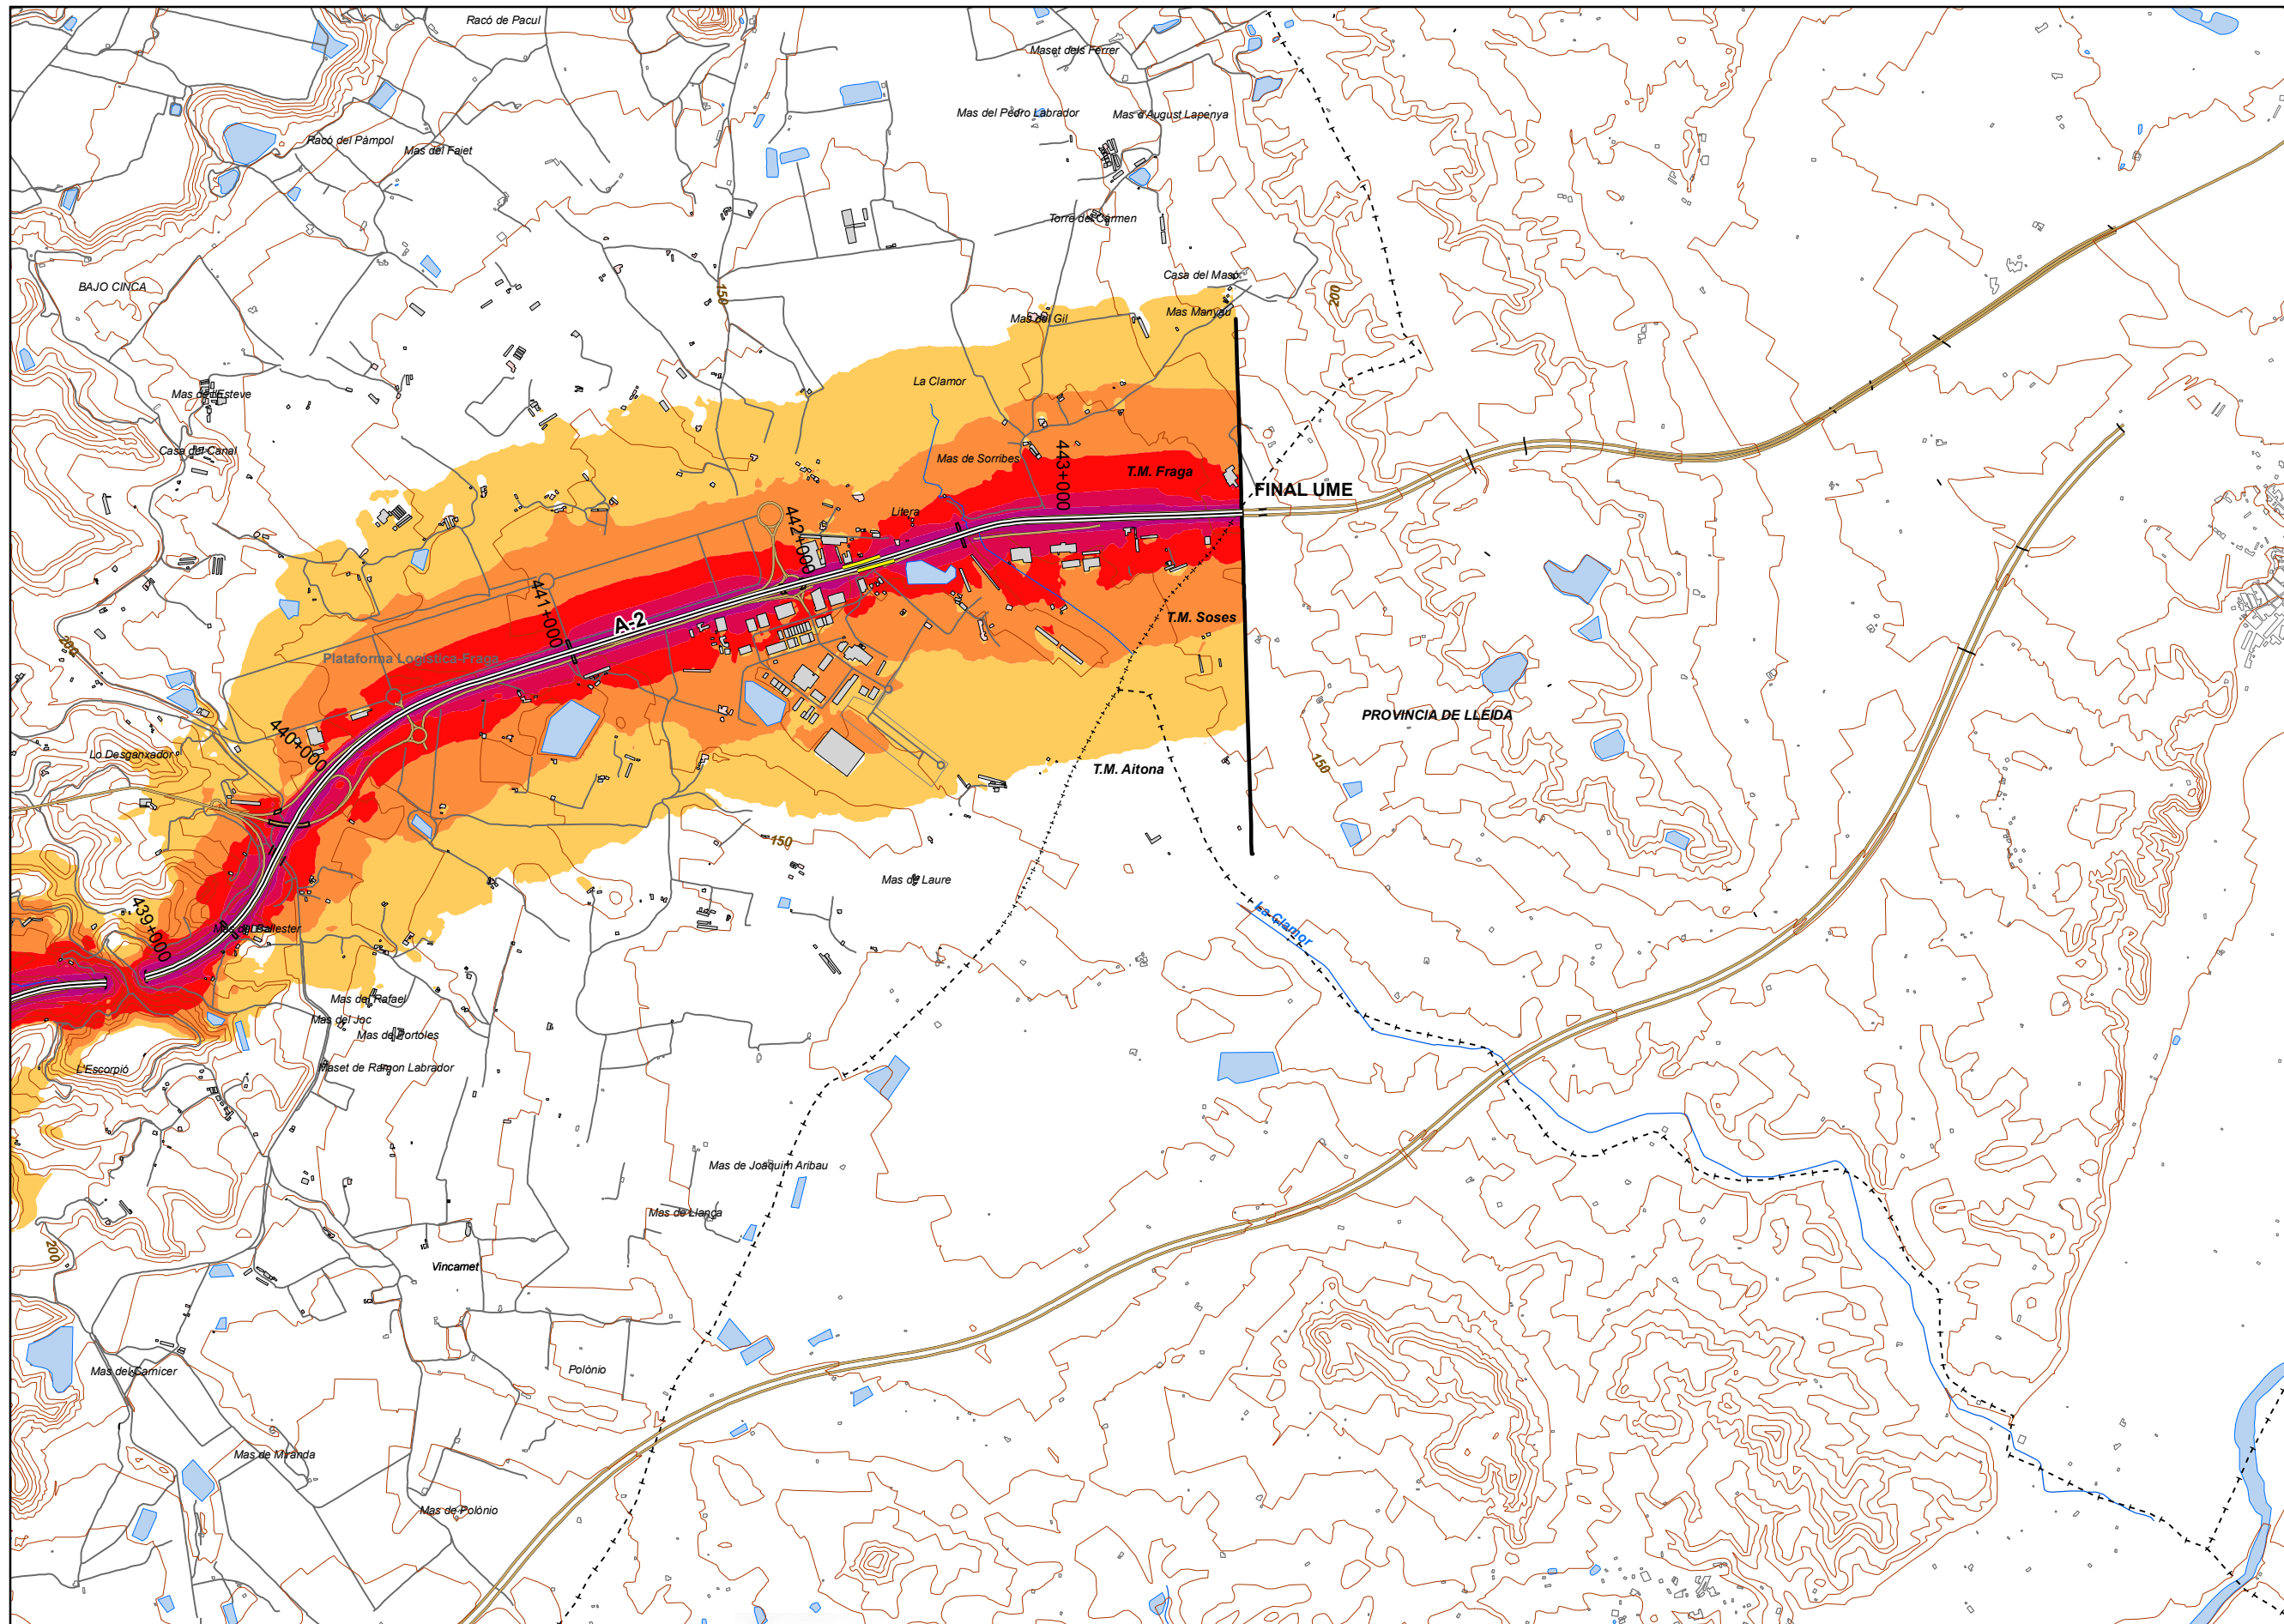 Racó de Pacul
Maset dels Ferrer
Mas del Pedro Labrador
Mas d'August Lapenya
Racó del Pàmpol
Mas del Faiet
Torre del Carmen
Casa del Masó
BAJO CINCA
150
200
Mas del Gil
Mas Manyau
La Clamor
Mas de l'Esteve
Casa del Canal
Mas de Sorribes
443+000
T.M. Fraga
FINAL UME
Litera
442+000
441+000
A-2
T.M. Soses
200
Plataforma Logística-Fraga
PROVINCIA DE LLEIDA
440+000
Lo Desganxador
150
T.M. Aitona
150
Mas de Laure
439+000
La Clamor
Mas del Ballester
Mas del Rafael
Mas del Joc
Mas de Portoles
L'Escorpió
Maset de Ramon Labrador
Mas de Joaquim Aribau
Mas de Llança
200
Vincamet
Mas del Carnicer
Polònio
Mas de Miranda
Mas de Polònio